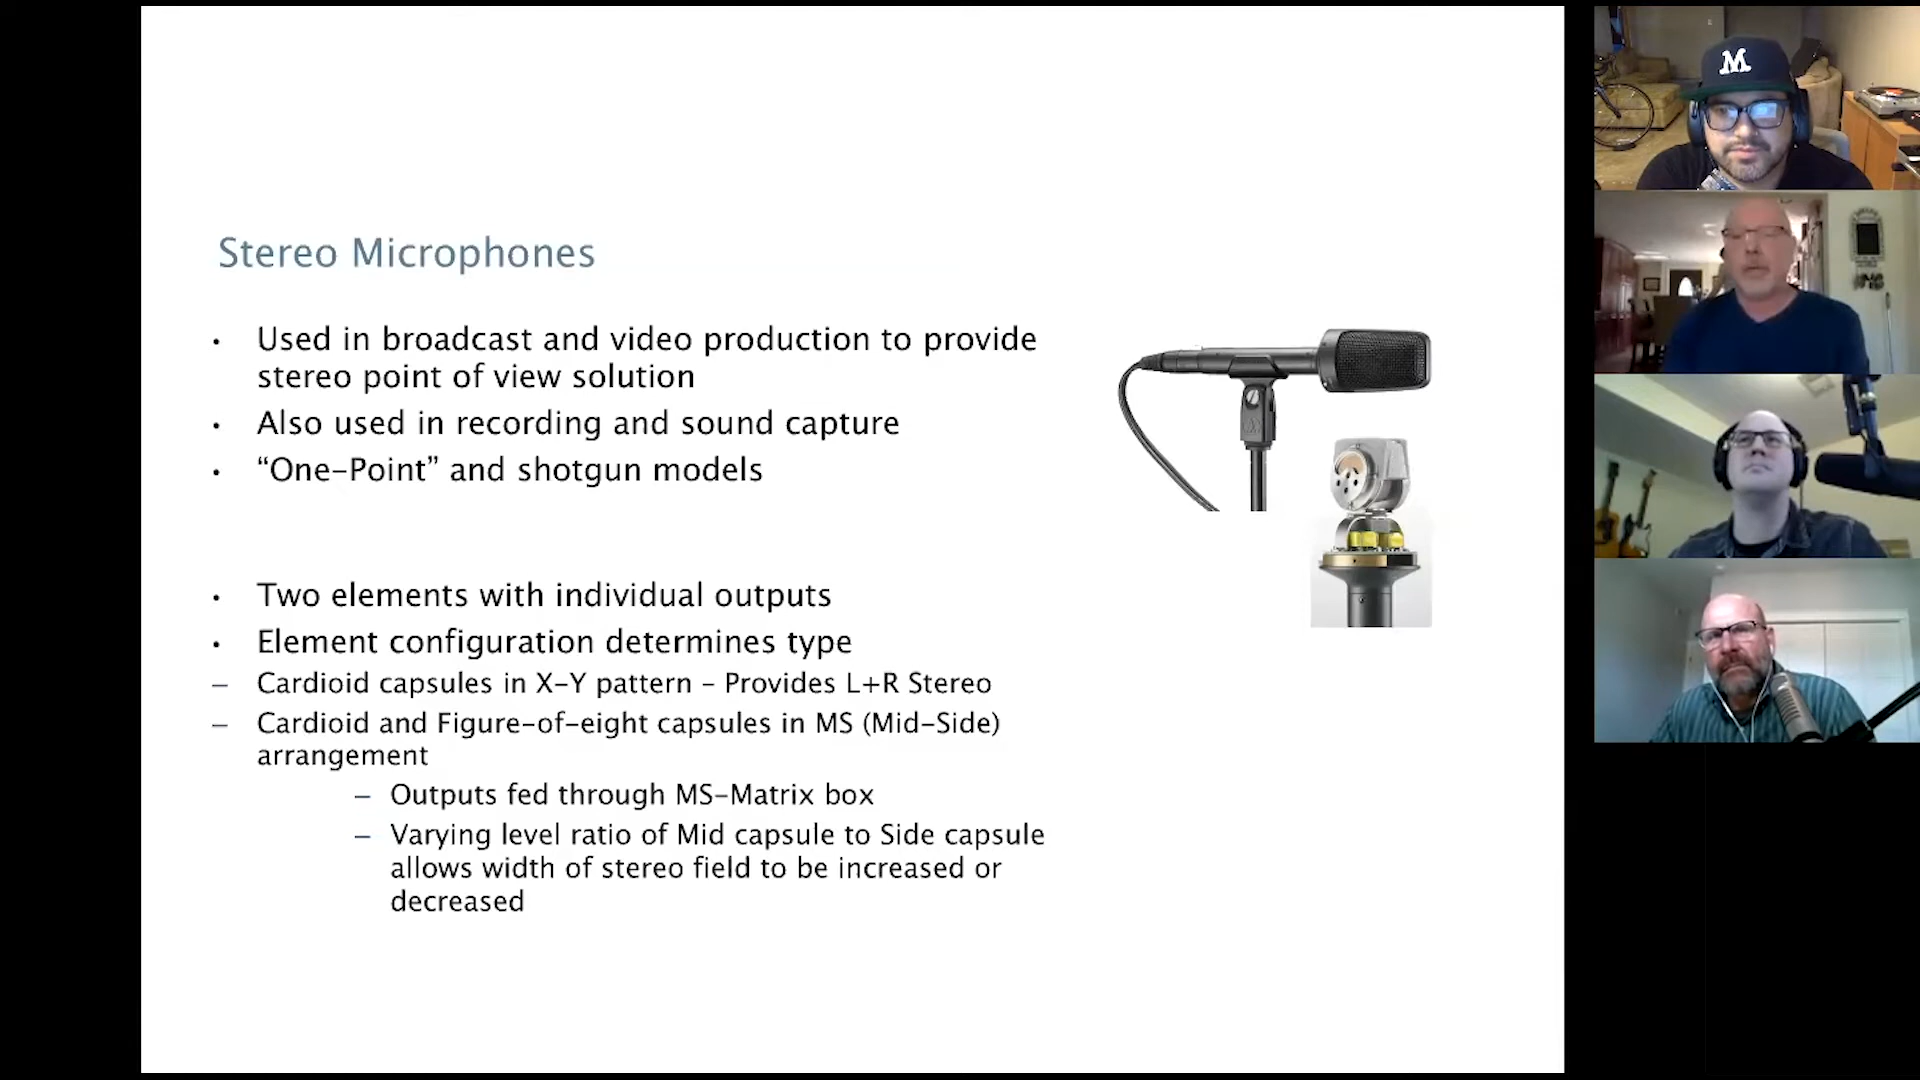 M
Stereo Microphones
• Used in broadcast and video production to provide
stereo point of view solution
• Also used in recording and sound capture
• “One-Point” and shotgun models
• Two elements with individual outputs
• Element configuration determines type
– Cardioid capsules in X-Y pattern – Provides L+R Stereo
– Cardioid and Figure-of-eight capsules in MS (Mid-Side)
arrangement
– Outputs fed through MS-Matrix box
– Varying level ratio of Mid capsule to Side capsule
allows width of stereo field to be increased or
decreased